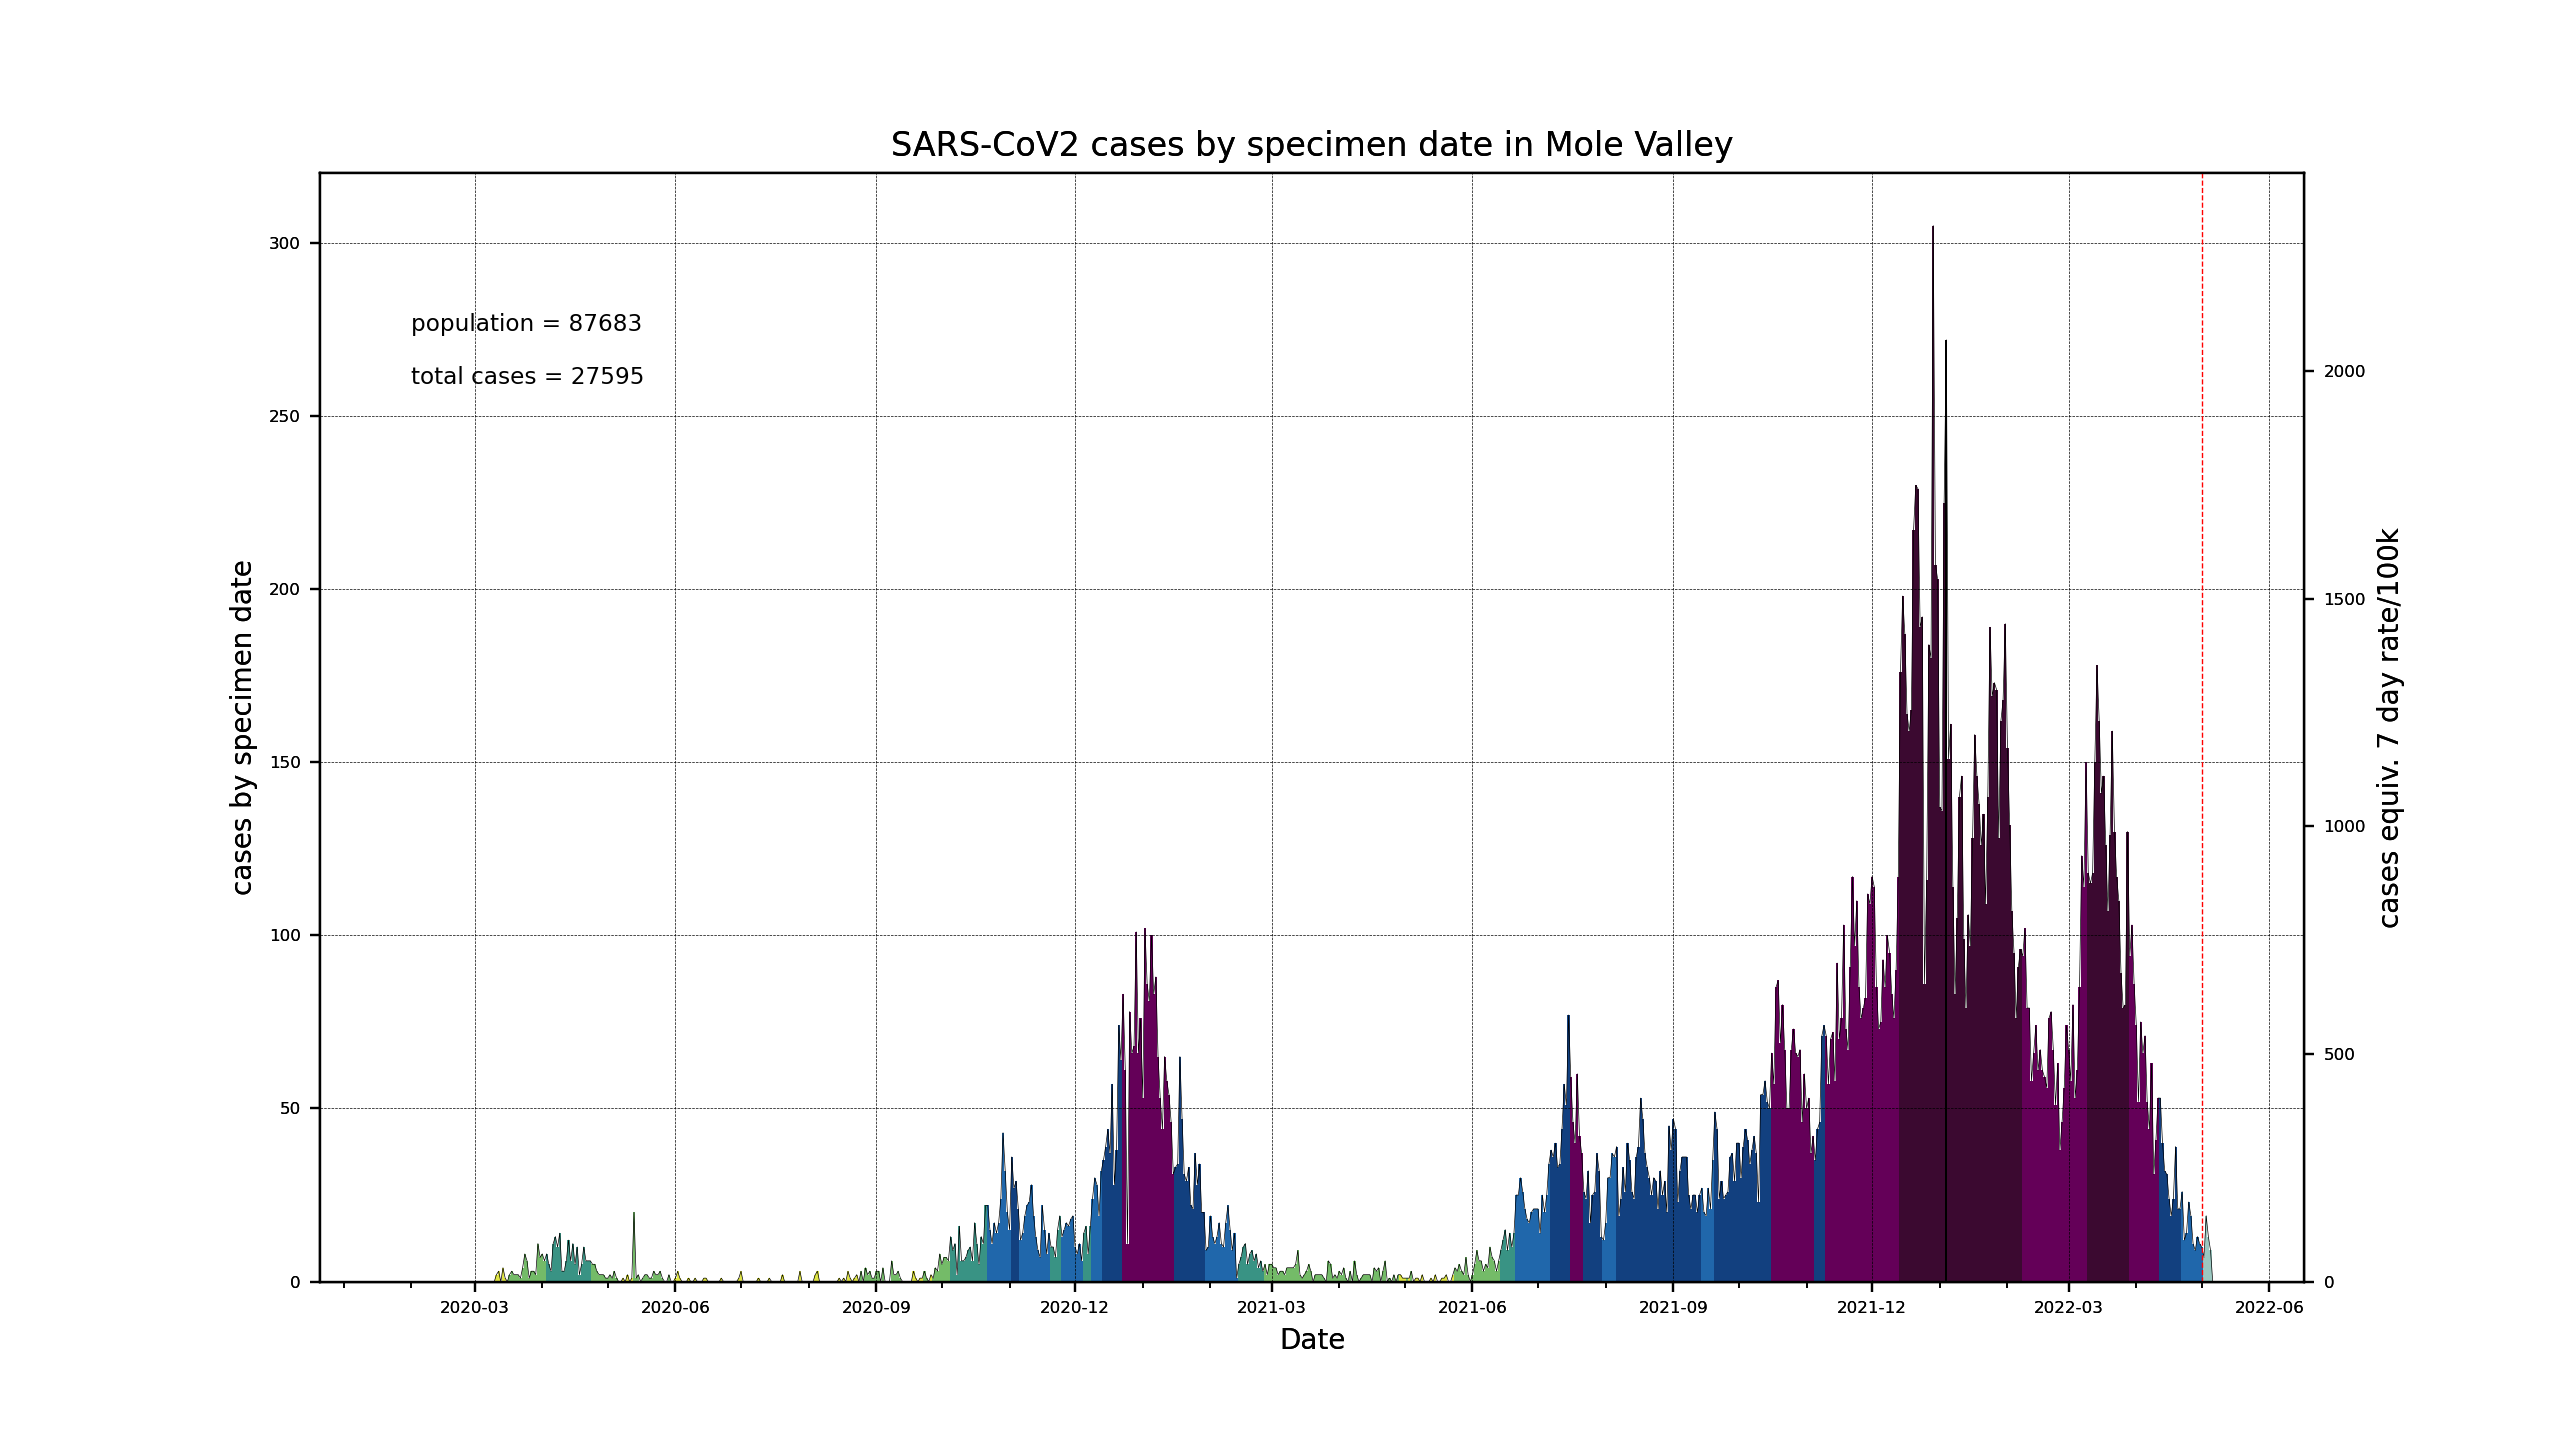 SARS-CoV2 cases by specimen date in Mole Valley
population = 87683
total cases = 27595
cases by specimen date
300
250
200
150
100
50
0
2000
1500
1000
500
0
cases equiv. 7 day rate/100k
2020-03 2020-06 2020-09 2020-12 2021-03 2021-06 2021-09 2021-12 2022-03 2022-06
Date